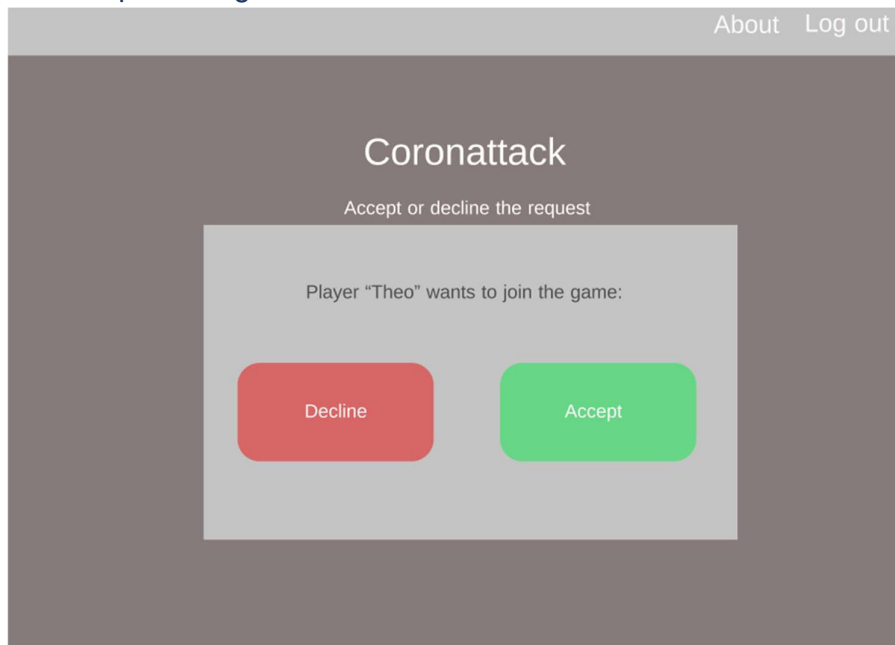 About Log out
Coronattack
Accept or decline the request
Player “Theo” wants to join the game:
Decline Accept